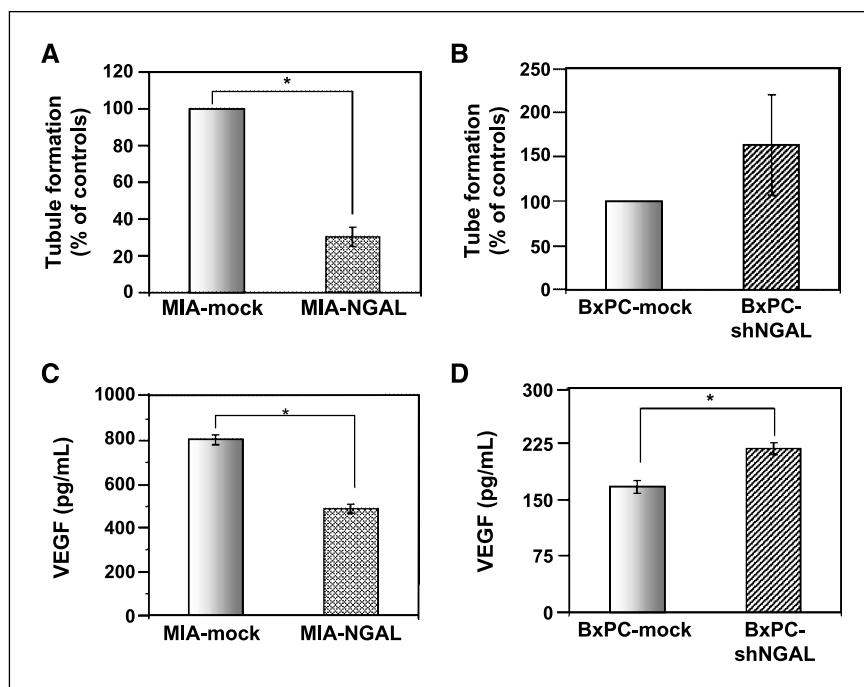 A
Tubule formation
(% of controls)
120
100
80
60
40
20
0
*
MIA-mock
MIA-NGAL
B
Tube formation
(% of controls)
250
200
150
100
50
0
BxPC-mock
BxPC-
shNGAL
C
VEGF (pg/mL)
1000
800
600
400
200
0
*
MIA-mock
MIA-NGAL
D
VEGF (pg/mL)
300
225
150
75
0
*
BxPC-mock
BxPC-
shNGAL